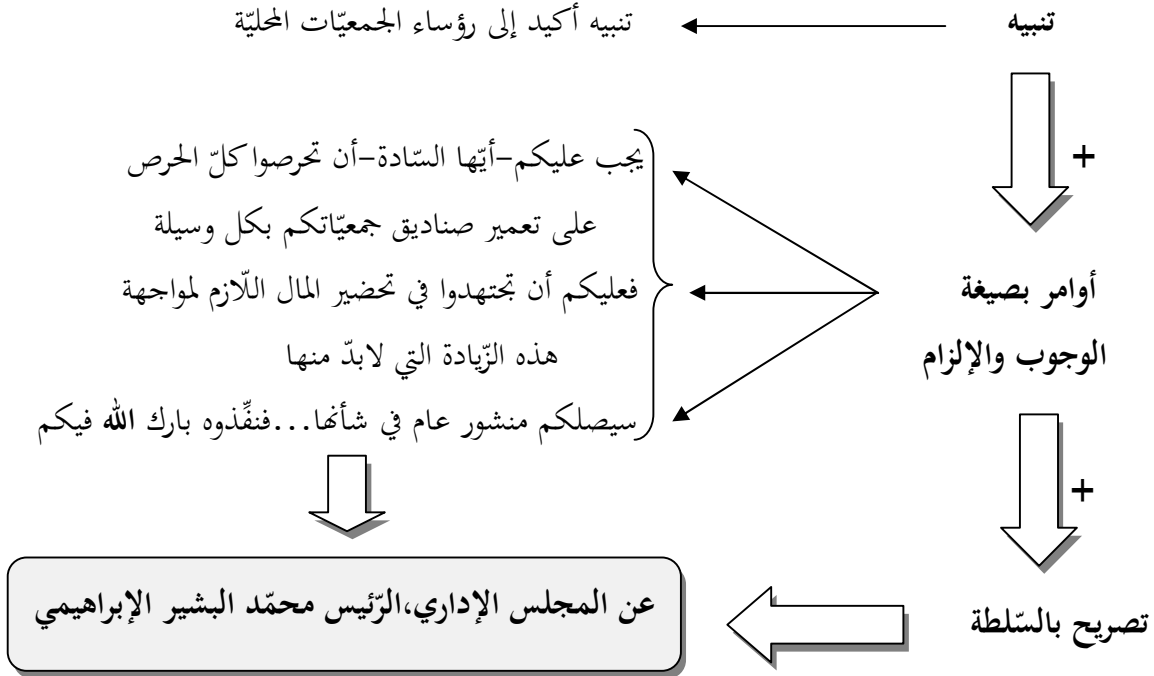 تنبيه
تنبيه أكيد إلى رؤساء الجمعيّات المحليّة
+
يجب عليكم-أيّها السّادة-أن تحرصوا كلّ الحرص
على تعمير صناديق جمعيّاتكم بكل وسيلة
فعليكم أن تجتهدوا في تحضير المال اللّازم لمواجهة
هذه الزّيادة التي لابدّ منها
سيصلكم منشور عام في شأنها...فنفِّذوه بارك الله فيكم
أوامر بصيغة
الوجوب والإلزام
+
تصريح بالسّلطة
عن المجلس الإداري،الرّئيس محمّد البشير الإبراهيمي